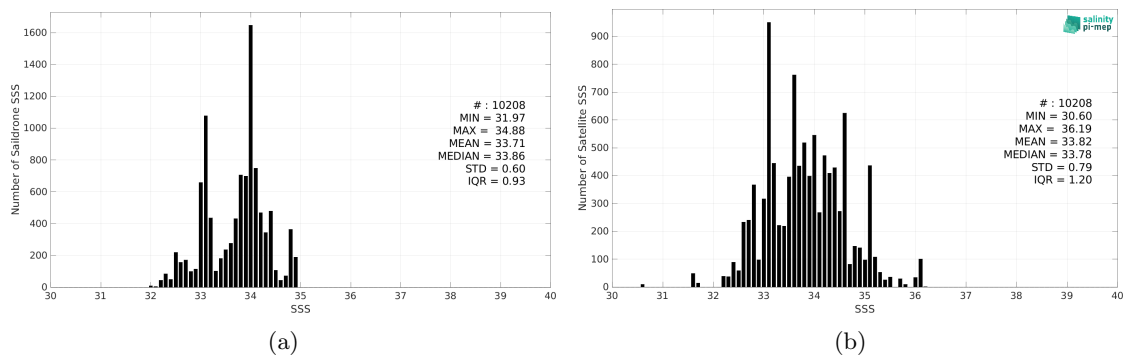 1600
1400
1200
1000
800
600
400
200
0
Number of Saildrone SSS
# : 10208
MIN = 31.97
MAX =  34.88
MEAN = 33.71
MEDIAN = 33.86
STD = 0.60
IQR = 0.93
30 31 32 33 34 35 36 37 38 39 40
SSS
(a)
salinity
pi-mep
900
800
700
600
500
400
300
200
100
0
Number of Satellite SSS
# : 10208
MIN = 30.60
MAX =  36.19
MEAN = 33.82
MEDIAN = 33.78
STD = 0.79
IQR = 1.20
30 31 32 33 34 35 36 37 38 39 40
SSS
(b)